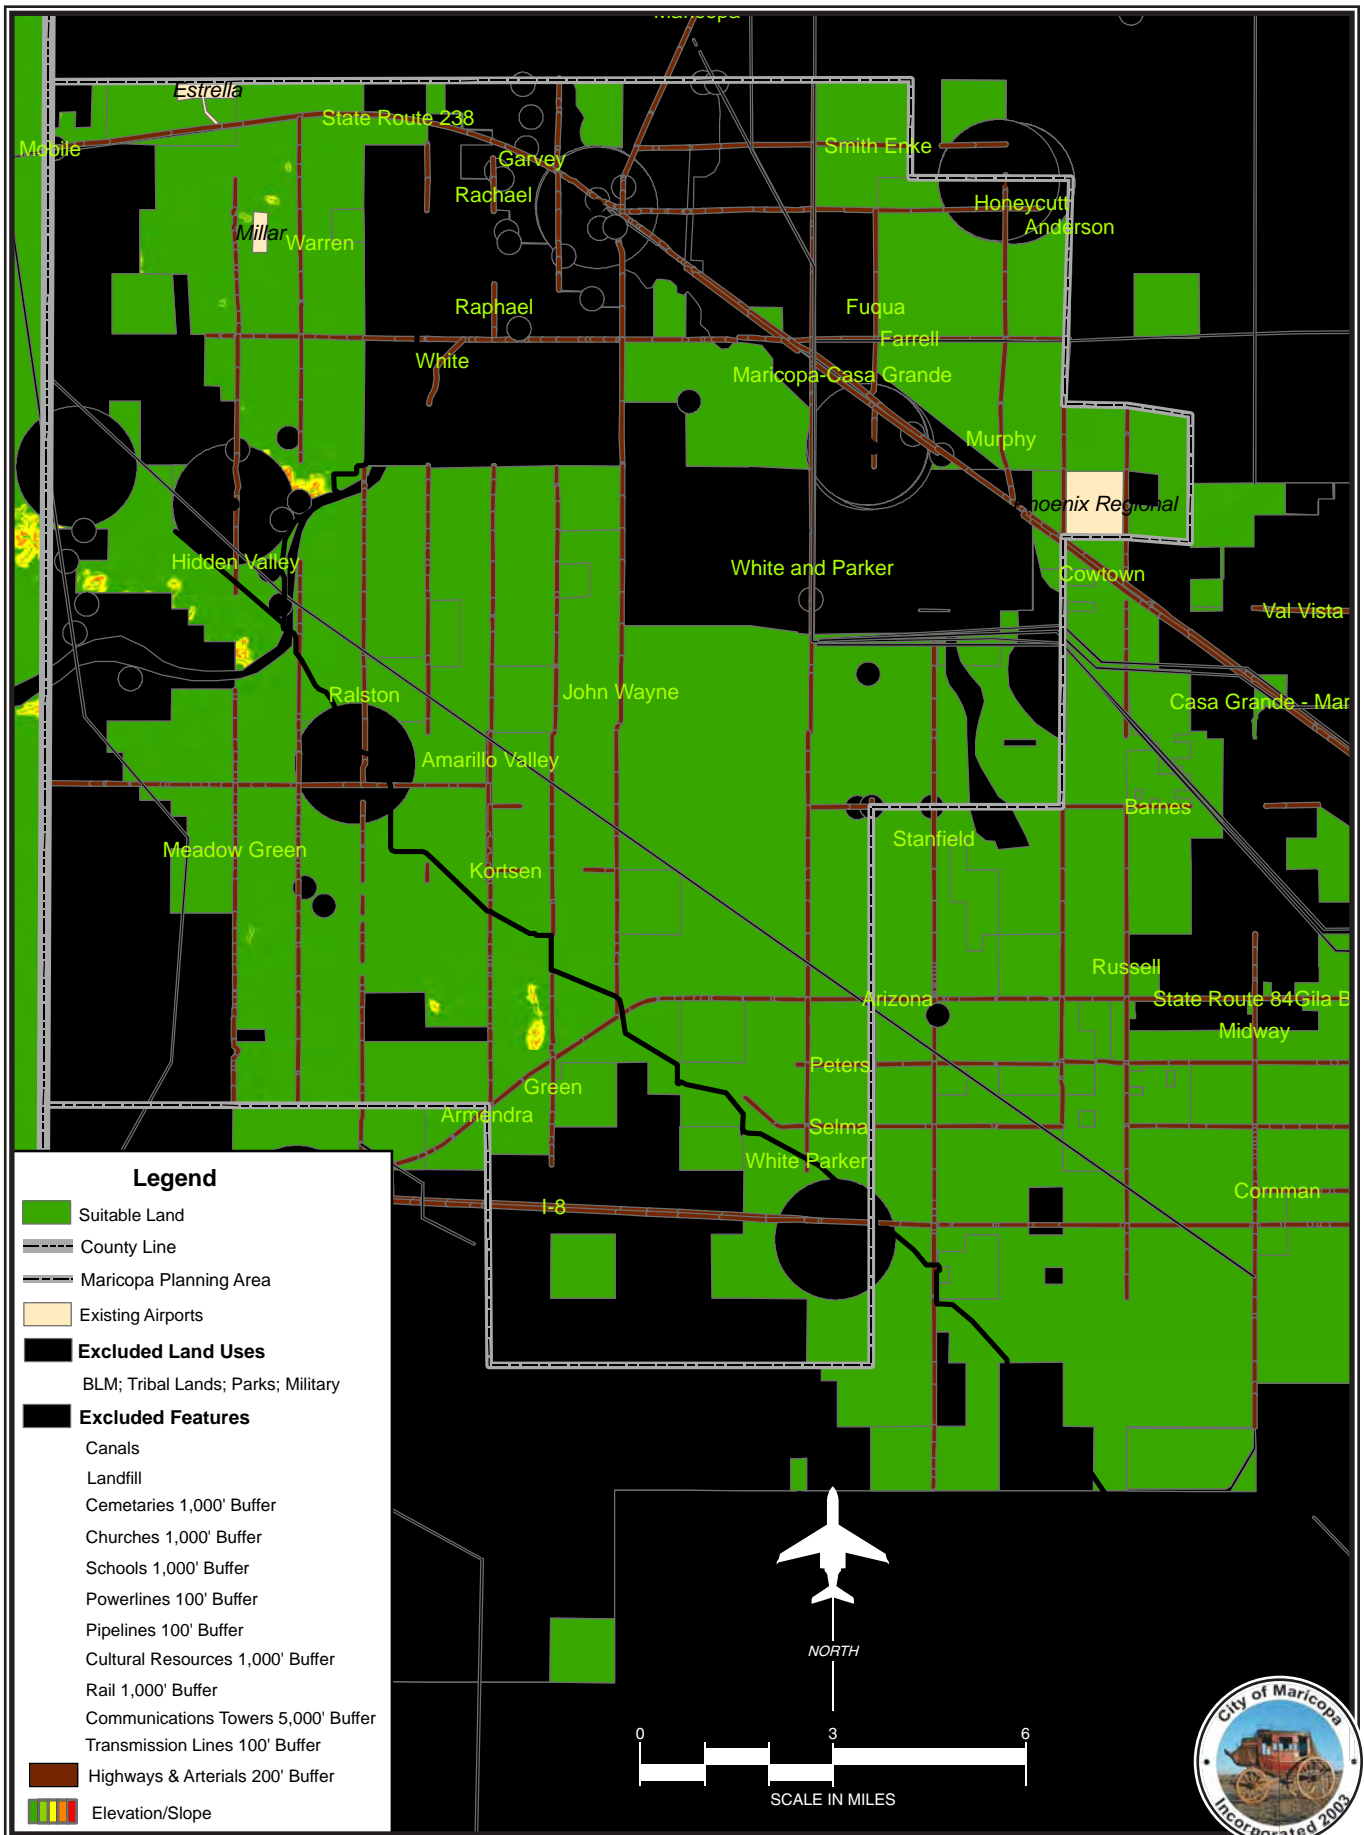 Maricopa
Estrella
State Route 238
Mobile
Smith Enke
Garvey
Rachael
Honeycutt
Anderson
Millar
Warren
Raphael
Fuqua
Farrell
White
Maricopa-Casa Grande
Murphy
hoenix Regional
Hidden Valley
White and Parker
Cowtown
Val Vista
Ralston
John Wayne
Casa Grande - Mar
Amarillo Valley
Barnes
Stanfield
Meadow Green
Kortsen
Russell
Arizona
State Route 84
Gila B
Midway
Peters
Green
Armendra
Selma
White Parker
Cornman
I-8
Legend
Suitable Land
County Line
Maricopa Planning Area
Existing Airports
Excluded Land Uses
BLM; Tribal Lands; Parks; Military
Excluded Features
Canals
Landfill
Cemetaries 1,000' Buffer
Churches 1,000' Buffer
Schools 1,000' Buffer
Powerlines 100' Buffer
Pipelines 100' Buffer
Cultural Resources 1,000' Buffer
Rail 1,000' Buffer
Communications Towers 5,000' Buffer
Transmission Lines 100' Buffer
Highways & Arterials 200' Buffer
Elevation/Slope
NORTH
0 3 6
SCALE IN MILES
City of Maricopa
Incorporated 2003